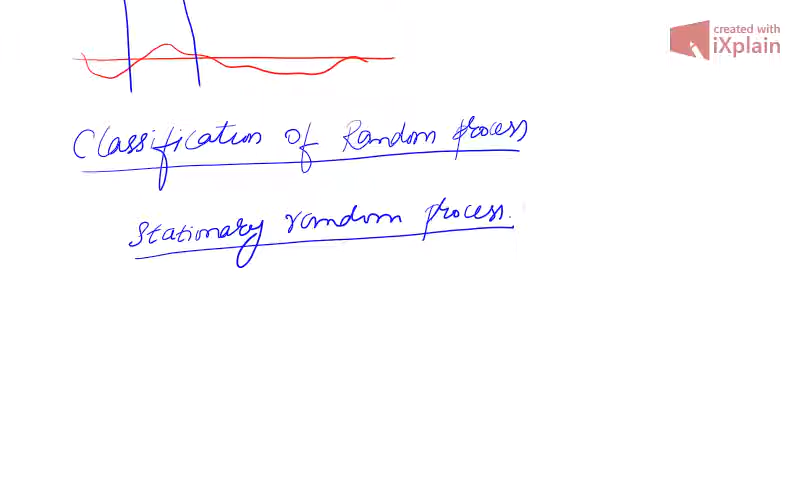 created with
iXplain
Classification of Random process
Stationary random process.